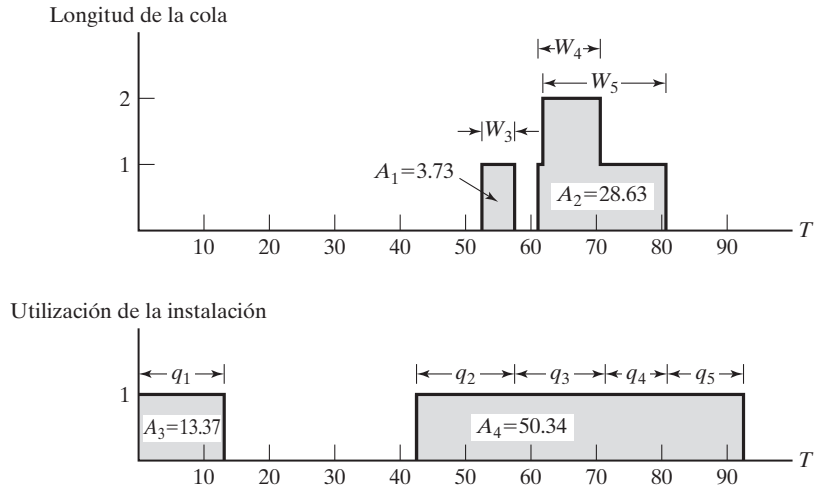 Longitud de la cola
W₄
W₅
2
W₃
1
A₁=3.73
A₂=28.63
10 20 30 40 50 60 70 80 90 T
Utilización de la instalación
q₁ q₂ q₃ q₄ q₅
1
A₃=13.37 A₄=50.34
10 20 30 40 50 60 70 80 90 T